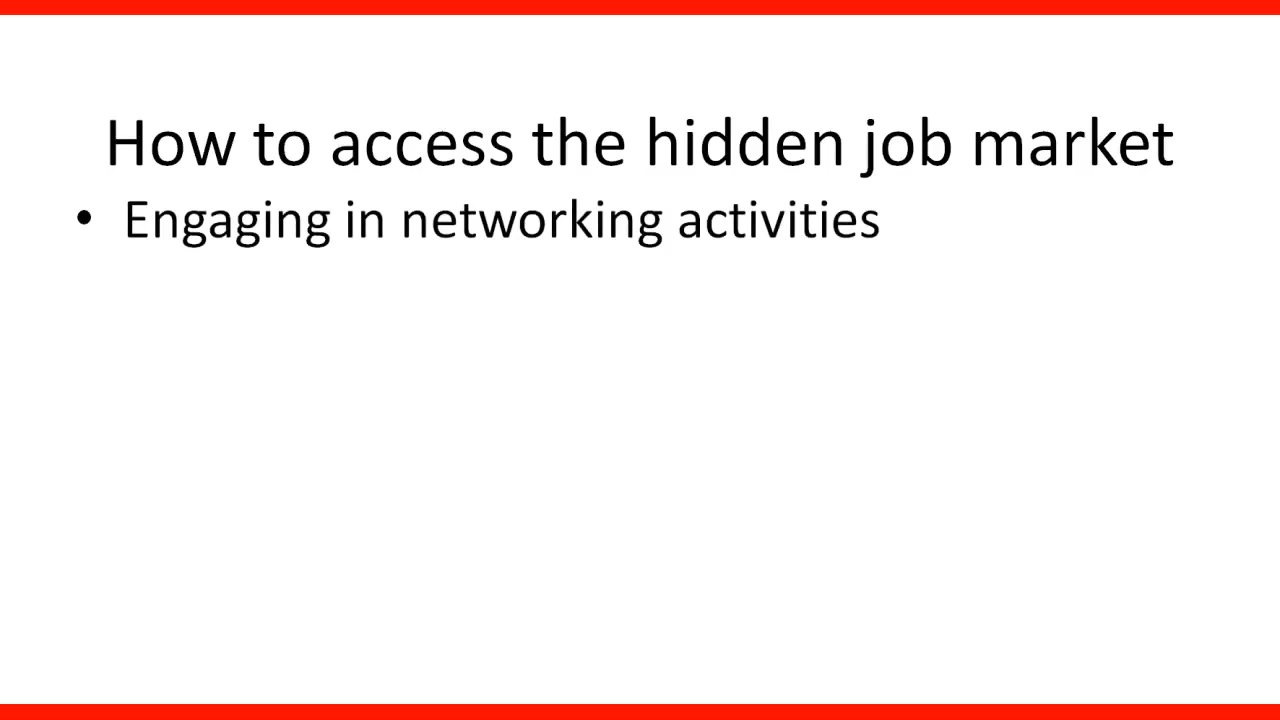 How to access the hidden job market
• Engaging in networking activities